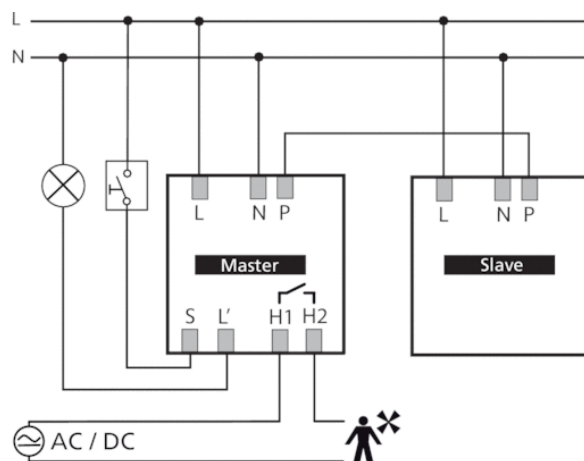 L
N
L N P
L N P
Master
Slave
S L' H1 H2
AC / DC